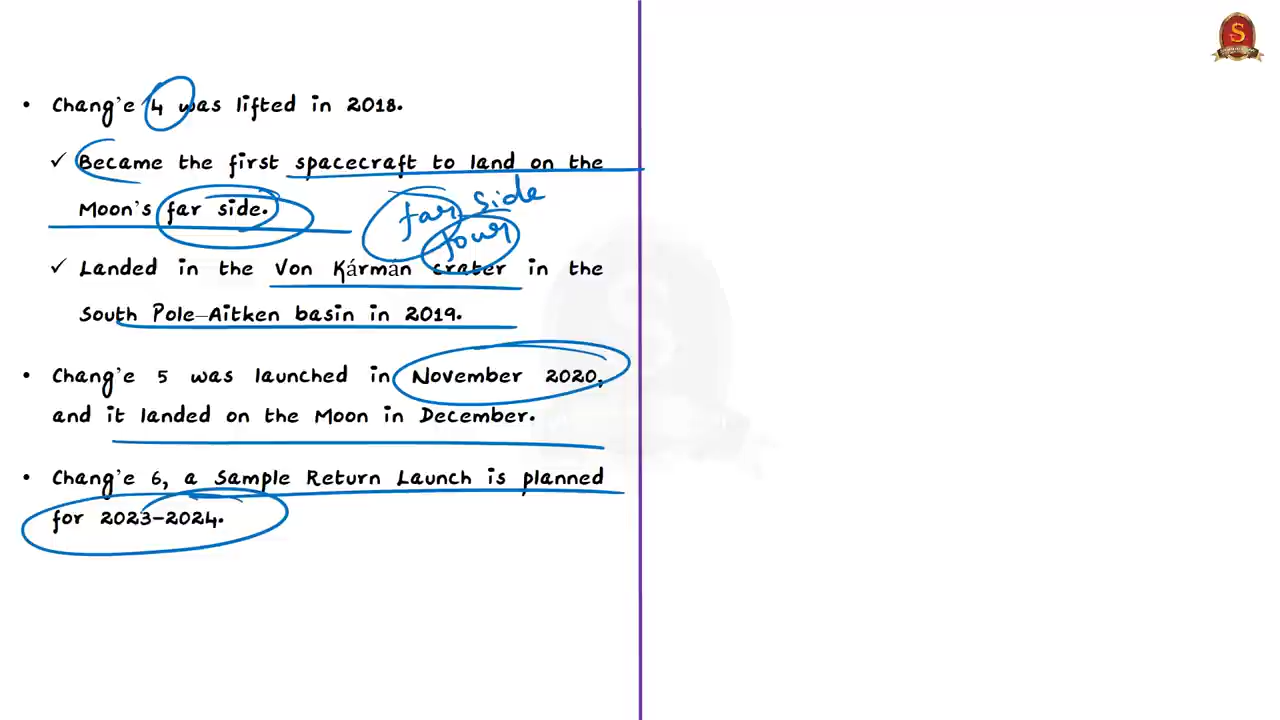 • Chang'e 4 was lifted in 2018.
✓ Became the first spacecraft to land on the
Moon's far side.
far side
four
✓ Landed in the Von Kármán crater in the
South Pole–Aitken basin in 2019.
• Chang'e 5 was launched in November 2020,
and it landed on the Moon in December.
• Chang'e 6, a Sample Return Launch is planned
for 2023–2024.
S